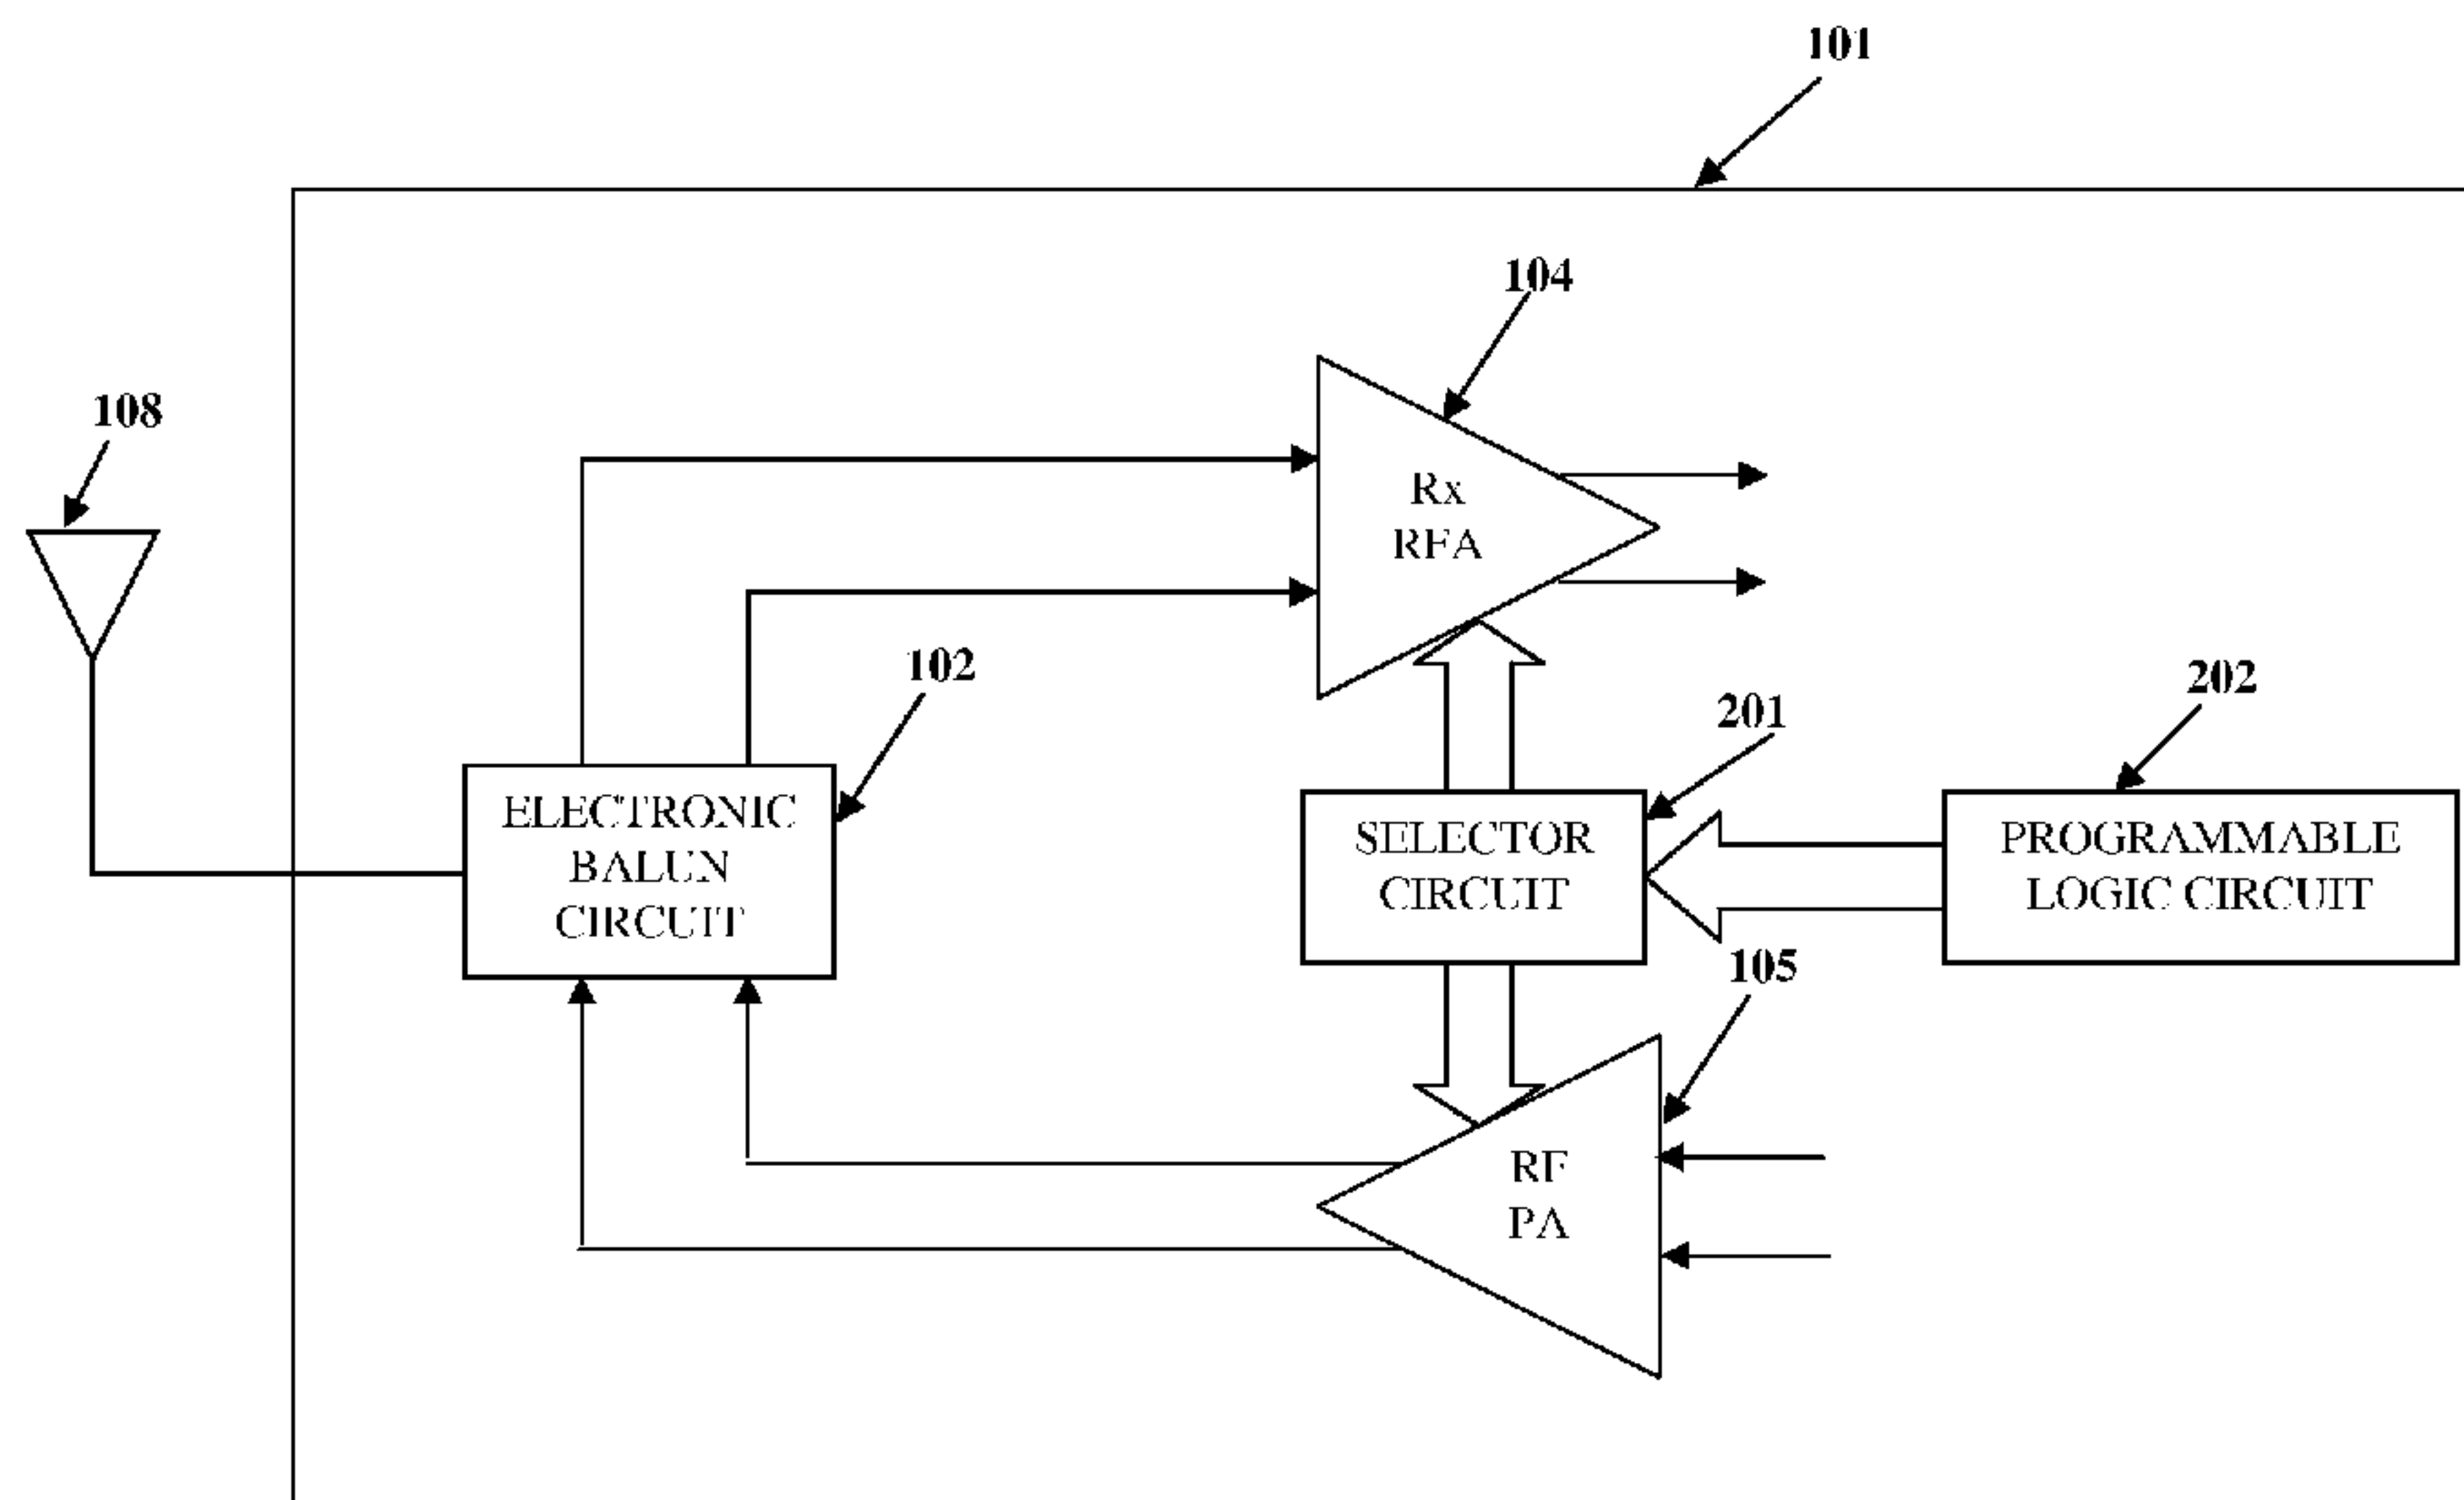 101
104
108
Rx
RFA
102
202
201
ELECTRONIC
BALUN
CIRCUIT
SELECTOR
CIRCUIT
PROGRAMMABLE
LOGIC CIRCUIT
105
RF
PA